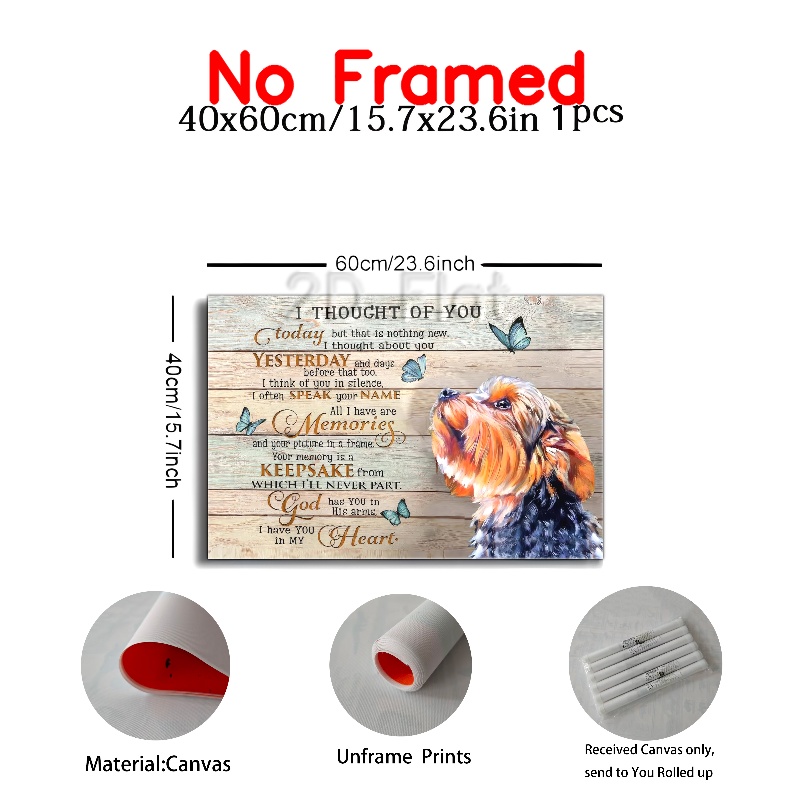 No Framed
40x60cm/15.7x23.6in 1pcs
60cm/23.6inch
2D Flat
40cm/15.7inch
I THOUGHT OF YOU
today but that is nothing new.
I thought about you
YESTERDAY and days
before that too.
I think of you in silence,
I often SPEAK your NAME
All I have are
Memories
and your picture in a frame.
Your memory is a
KEEPSAKE from
WHICH I'LL NEVER PART.
God has YOU in
His arms,
I have YOU
in MY Heart.
Material:Canvas
Unframe Prints
Received Canvas only,
send to You Rolled up